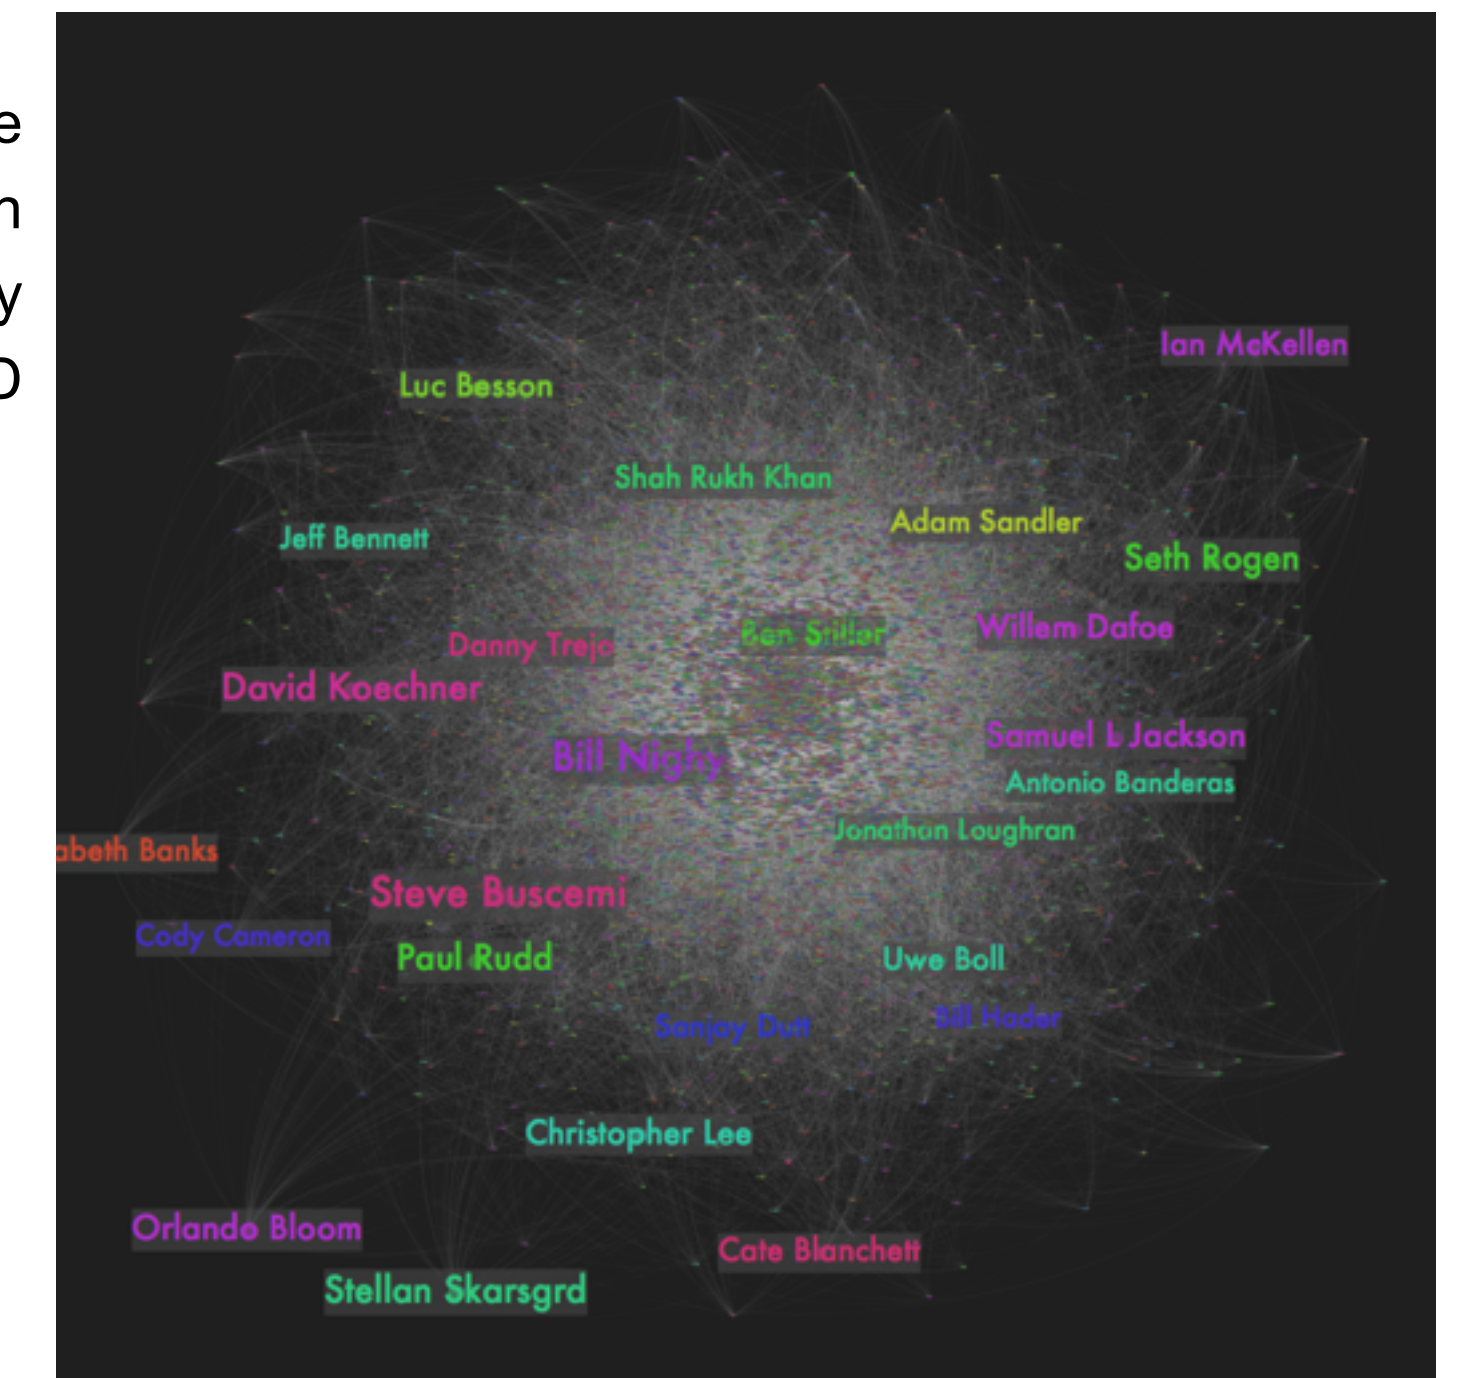 e
n
y
D
Ian McKellen
Luc Besson
Shah Rukh Khan
Adam Sandler
Jeff Bennett
Seth Rogen
Ben Stiller
Willem Dafoe
Danny Trejo
David Koechner
Samuel L Jackson
Bill Nighy
Antonio Banderas
Jonathan Loughran
abeth Banks
Steve Buscemi
Cody Cameron
Paul Rudd
Uwe Boll
Bill Hader
Sanjay Dutt
Christopher Lee
Orlando Bloom
Cate Blanchett
Stellan Skarsgrd